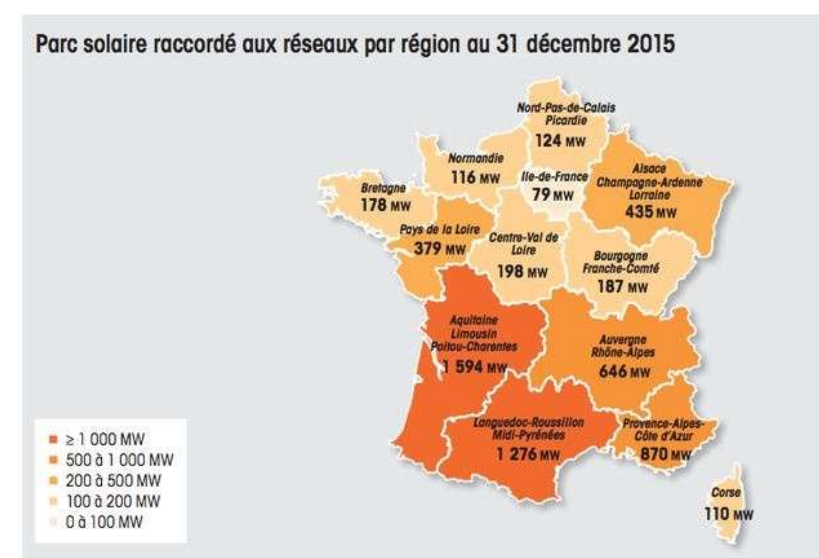 Parc solaire raccordé aux réseaux par région au 31 décembre 2015
Nord-Pas-de-Calais
Picardie
124 MW
Normandie
116 MW
Ile-de-France
79 MW
Alsace
Champagne-Ardenne
Lorraine
435 MW
Bretagne
178 MW
Pays de la Loire
379 MW
Centre-Val de
Loire
198 MW
Bourgogne
Franche-Comté
187 MW
Aquitaine
Limousin
Poitou-Charentes
1 594 MW
Auvergne
Rhône-Alpes
646 MW
Languedoc-Roussillon
Midi-Pyrénées
1 276 MW
Provence-Alpes-
Côte d'Azur
870 MW
Corse
110 MW
≥ 1 000 MW
500 à 1 000 MW
200 à 500 MW
100 à 200 MW
0 à 100 MW